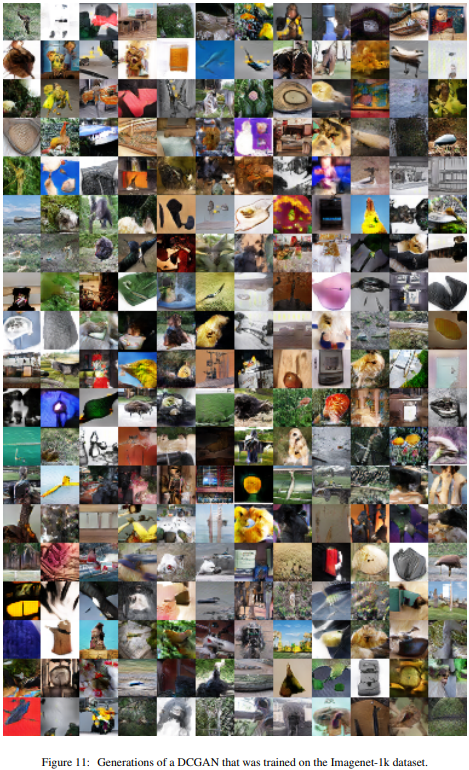 Figure 11: Generations of a DCGAN that was trained on the Imagenet-1k dataset.